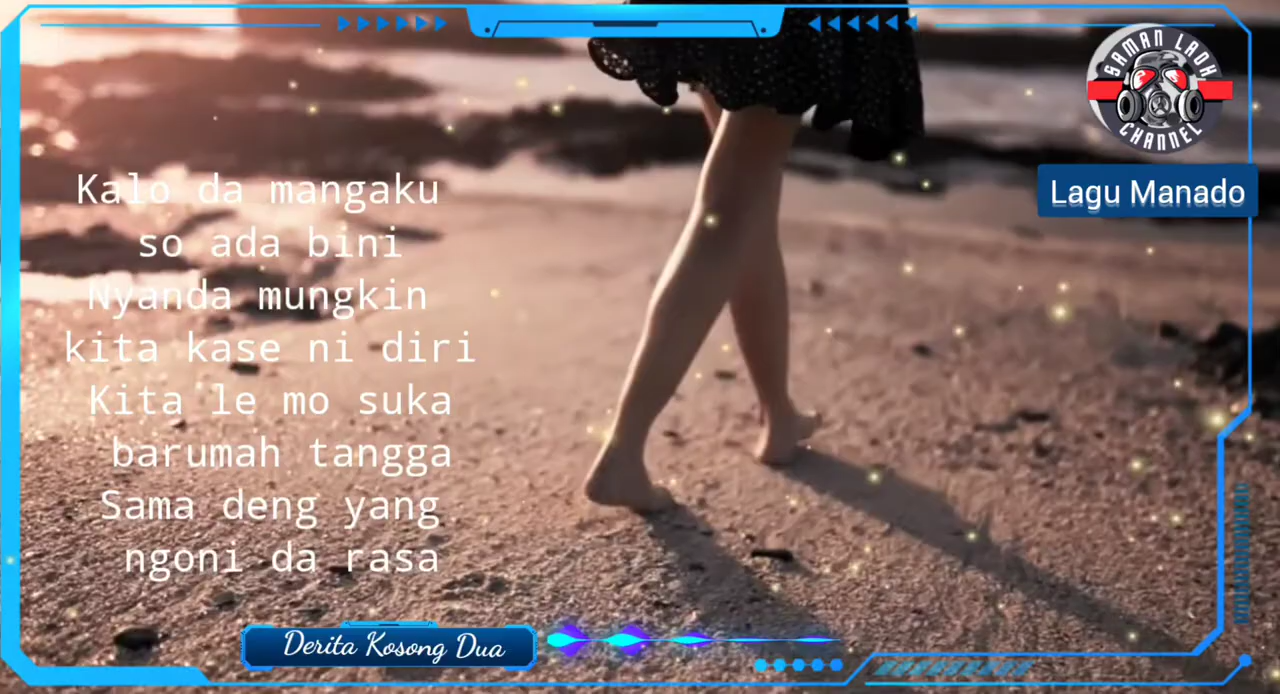 SAMAN LAOH
CHANNEL
Lagu Manado
Kalo da mangaku
so ada bini
Nyanda mungkin
kita kase ni diri
Kita le mo suka
barumah tangga
Sama deng yang
ngoni da rasa
Derita Kosong Dua